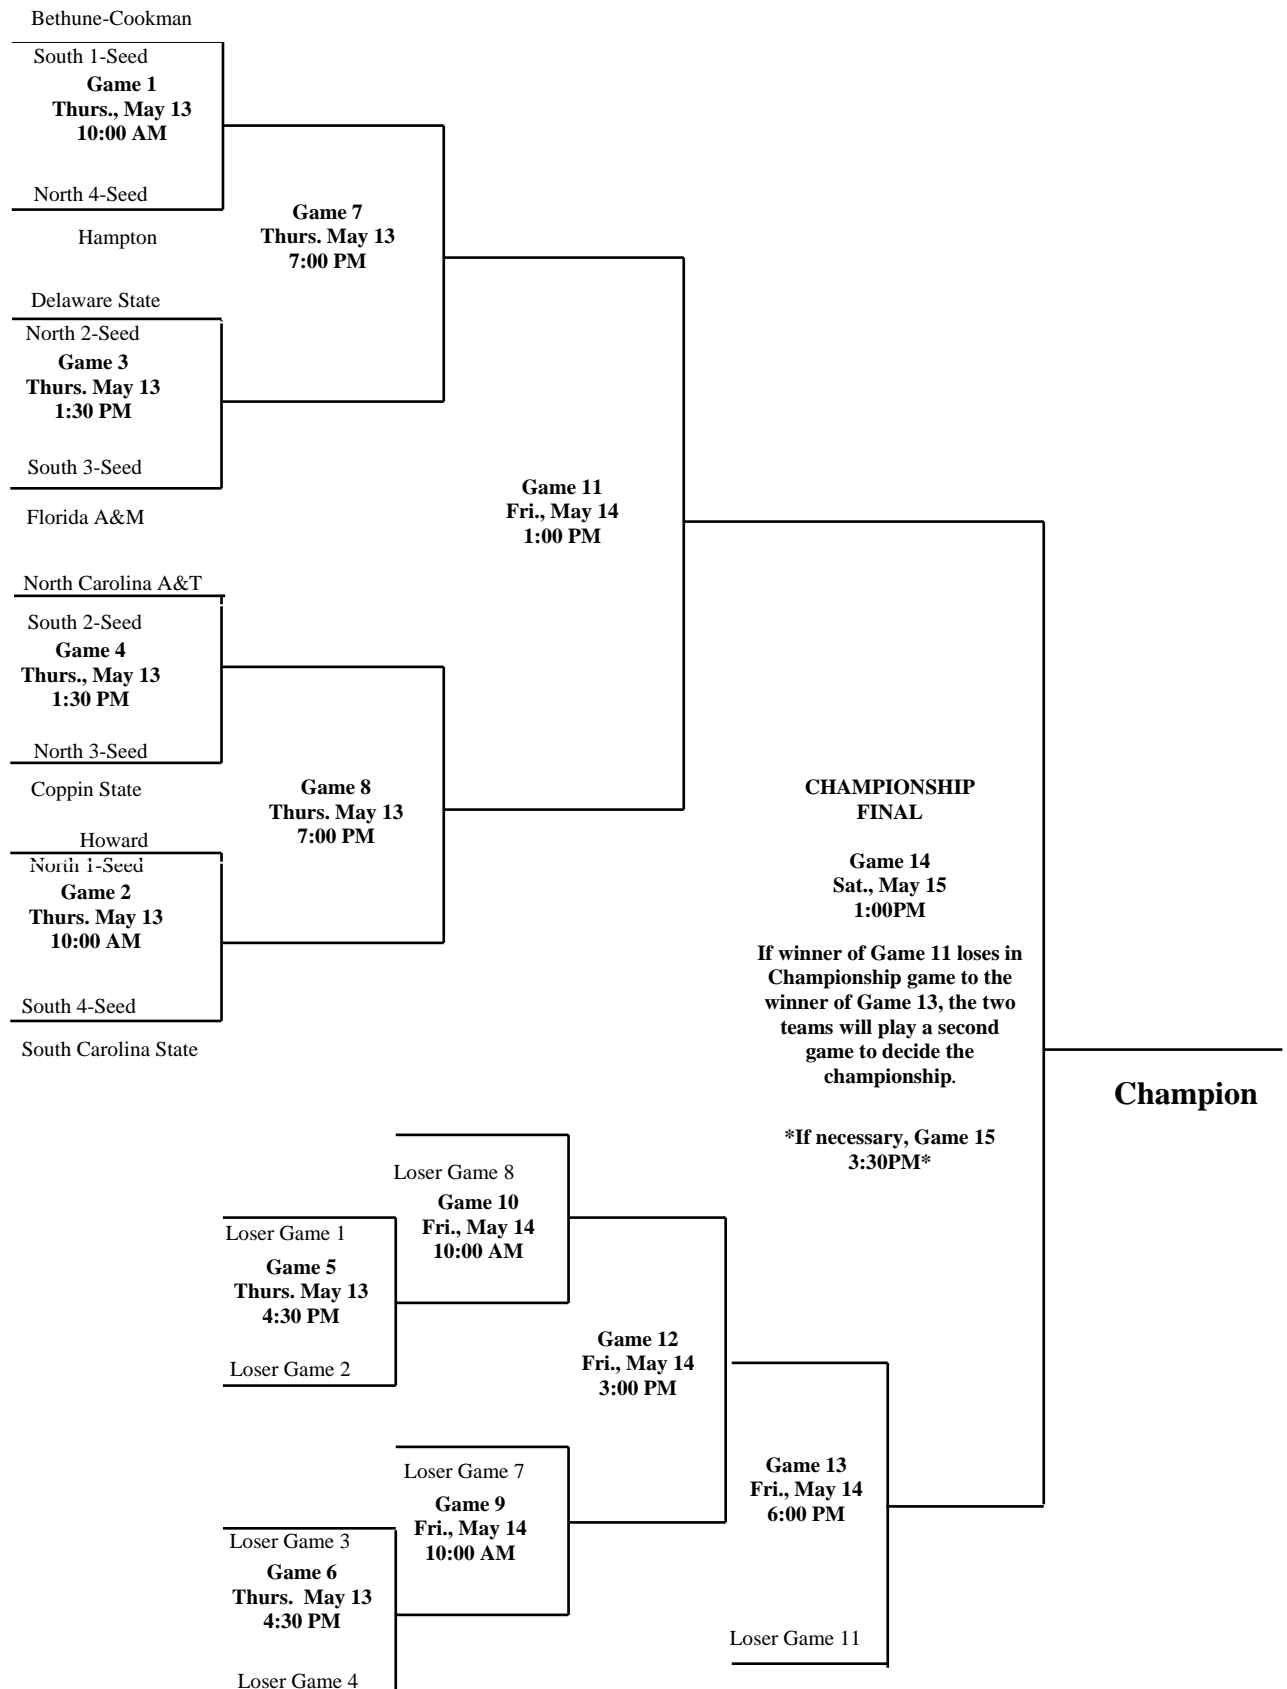 Bethune-Cookman
South 1-Seed
Game 1
Thurs., May 13
10:00 AM
North 4-Seed
Hampton
Game 7
Thurs. May 13
7:00 PM
Delaware State
North 2-Seed
Game 3
Thurs. May 13
1:30 PM
South 3-Seed
Florida A&M
Game 11
Fri., May 14
1:00 PM
North Carolina A&T
South 2-Seed
Game 4
Thurs., May 13
1:30 PM
North 3-Seed
Coppin State
Game 8
Thurs. May 13
7:00 PM
Howard
North 1-Seed
Game 2
Thurs. May 13
10:00 AM
South 4-Seed
South Carolina State
CHAMPIONSHIP
FINAL
Game 14
Sat., May 15
1:00PM
If winner of Game 11 loses in
Championship game to the
winner of Game 13, the two
teams will play a second
game to decide the
championship.
*If necessary, Game 15
3:30PM*
Champion
Loser Game 8
Game 10
Fri., May 14
10:00 AM
Loser Game 1
Game 5
Thurs. May 13
4:30 PM
Loser Game 2
Game 12
Fri., May 14
3:00 PM
Loser Game 7
Game 9
Fri., May 14
10:00 AM
Loser Game 3
Game 6
Thurs.  May 13
4:30 PM
Loser Game 4
Game 13
Fri., May 14
6:00 PM
Loser Game 11